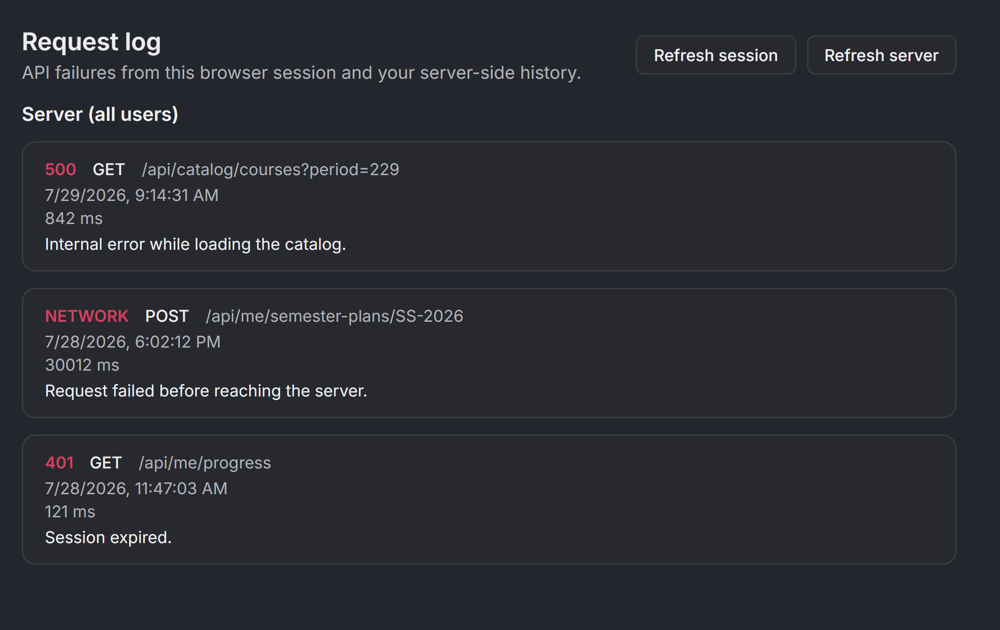 Request log
API failures from this browser session and your server-side history.
Refresh session
Refresh server
Server (all users)
500 GET /api/catalog/courses?period=229
7/29/2026, 9:14:31 AM
842 ms
Internal error while loading the catalog.
NETWORK POST /api/me/semester-plans/SS-2026
7/28/2026, 6:02:12 PM
30012 ms
Request failed before reaching the server.
401 GET /api/me/progress
7/28/2026, 11:47:03 AM
121 ms
Session expired.